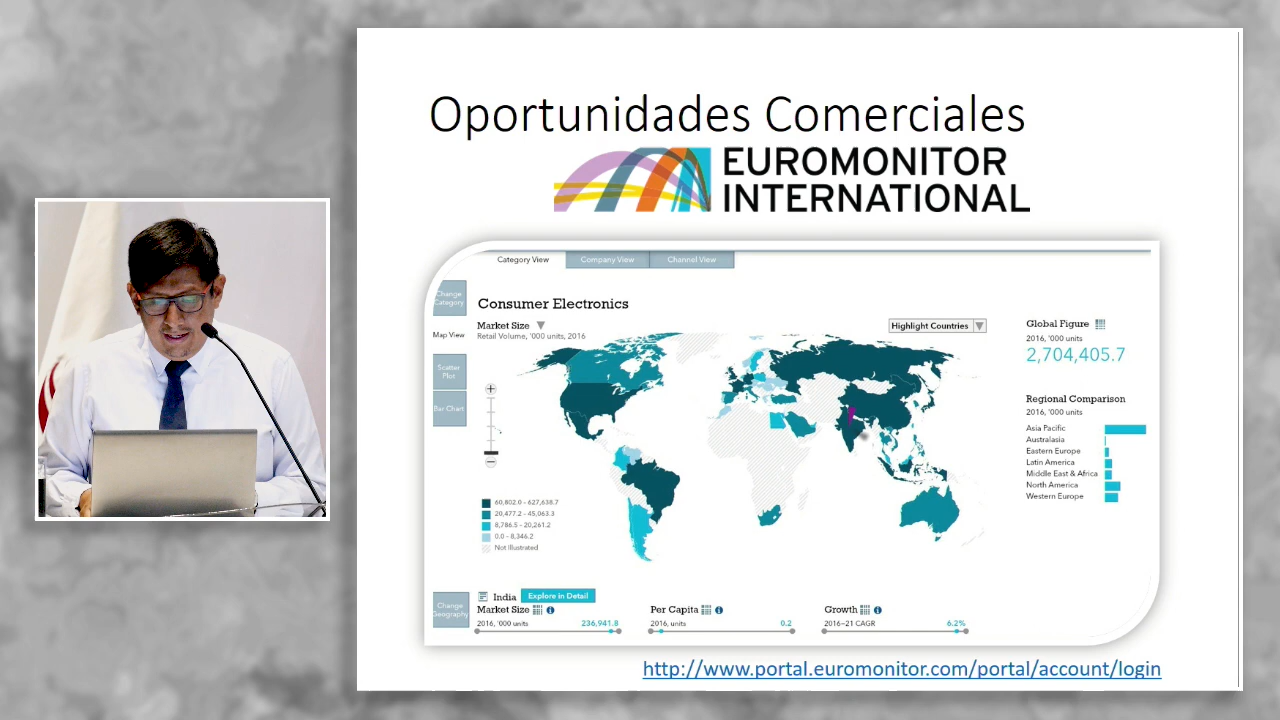 Oportunidades Comerciales
EUROMONITOR
INTERNATIONAL
Category View
Company View
Channel View
Change
Category
Map View
Scatter
Plot
Bar Chart
Consumer Electronics
Market Size
Retail Volume, '000 units, 2016
Highlight Countries
60,802.0 - 627,638.7
20,477.2 - 45,063.3
8,786.5 - 20,261.2
0.0 - 8,346.2
Not Illustrated
Global Figure
2016, '000 units
2,704,405.7
Regional Comparison
2016, '000 units
Asia Pacific
Australasia
Eastern Europe
Latin America
Middle East & Africa
North America
Western Europe
Change
Geography
India
Explore in Detail
Market Size
2016, '000 units
236,941.8
Per Capita
2016, units
0.2
Growth
2016-21 CAGR
6.2%
http://www.portal.euromonitor.com/portal/account/login